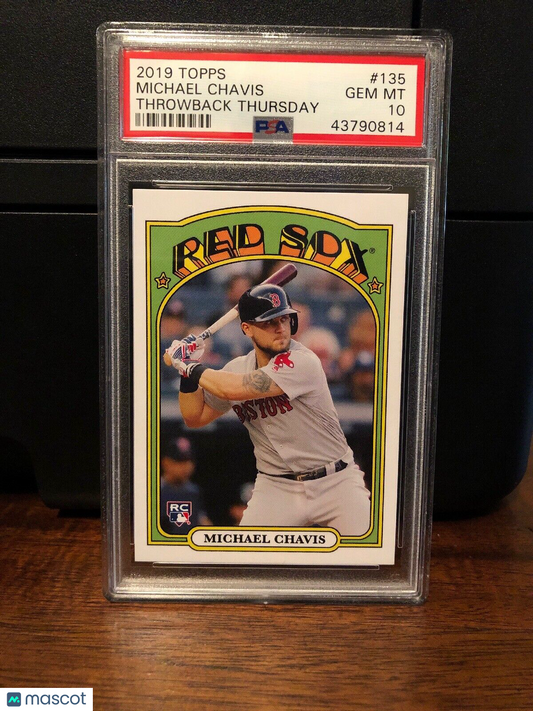 2019 TOPPS #135
MICHAEL CHAVIS GEM MT
THROWBACK THURSDAY 10
PSA 43790814
RED SOX®
BOSTON
RC
MICHAEL CHAVIS
mascot